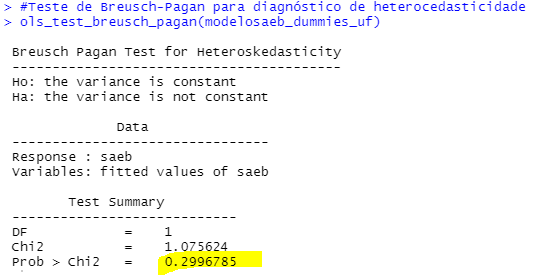 > #Teste de Breusch-Pagan para diagnóstico de heterocedasticidade
> ols_test_breusch_pagan(modelosaeb_dummies_uf)
Breusch Pagan Test for Heteroskedasticity
-----------------------------------------
Ho: the variance is constant
Ha: the variance is not constant
Data
--------------------------------
Response : saeb
Variables: fitted values of saeb
Test Summary
----------------------------
DF = 1
Chi2 = 1.075624
Prob > Chi2 = 0.2996785